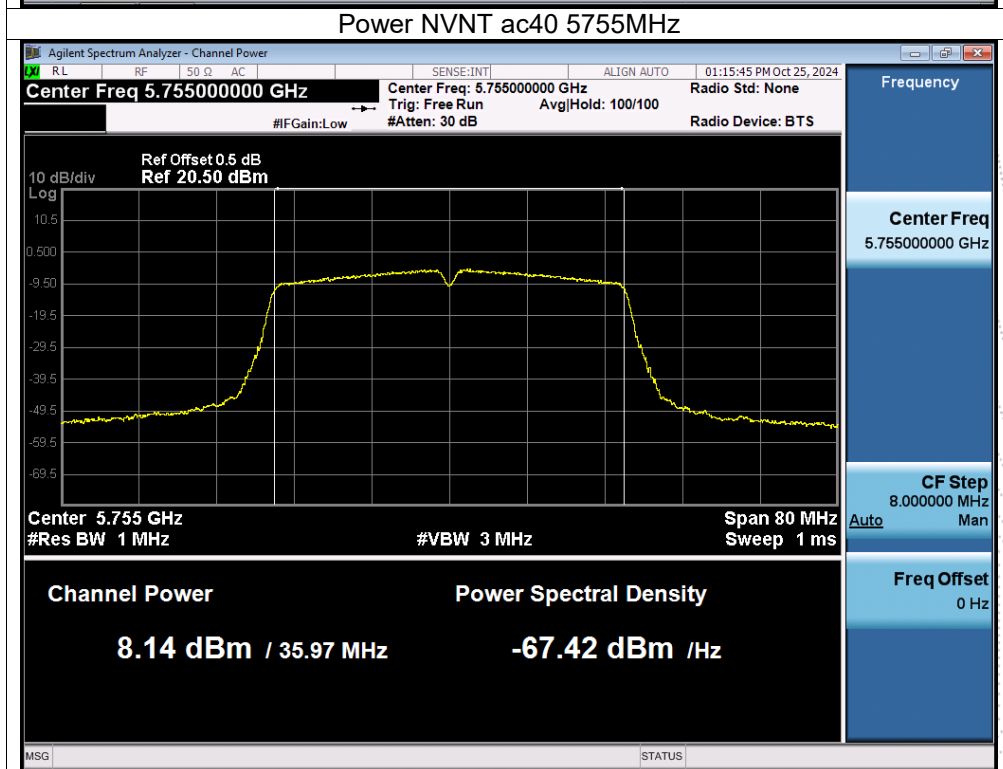 Power NVNT ac40 5755MHz
Agilent Spectrum Analyzer - Channel Power
LXI RL RF 50 Ω AC SENSE:INT ALIGN AUTO 01:15:45 PM Oct 25, 2024
Center Freq 5.755000000 GHz
Center Freq: 5.755000000 GHz Radio Std: None
Trig: Free Run Avg|Hold: 100/100
#IFGain:Low #Atten: 30 dB Radio Device: BTS
Frequency
Ref Offset 0.5 dB
10 dB/div Ref 20.50 dBm
Log
10.5
0.500
-9.50
-19.5
-29.5
-39.5
-49.5
-59.5
-69.5
Center 5.755 GHz Span 80 MHz
#Res BW 1 MHz #VBW 3 MHz Sweep 1 ms
Center Freq
5.755000000 GHz
CF Step
8.000000 MHz
Auto Man
Freq Offset
0 Hz
Channel Power Power Spectral Density
8.14 dBm / 35.97 MHz -67.42 dBm /Hz
MSG STATUS